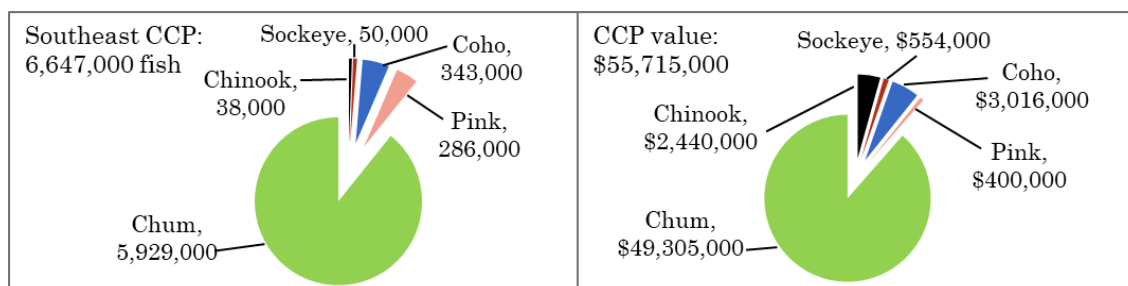 Southeast CCP:
6,647,000 fish
Sockeye, 50,000
Coho,
343,000
Chinook,
38,000
Pink,
286,000
Chum,
5,929,000
CCP value:
$55,715,000
Sockeye, $554,000
Coho,
$3,016,000
Chinook,
$2,440,000
Pink,
$400,000
Chum,
$49,305,000